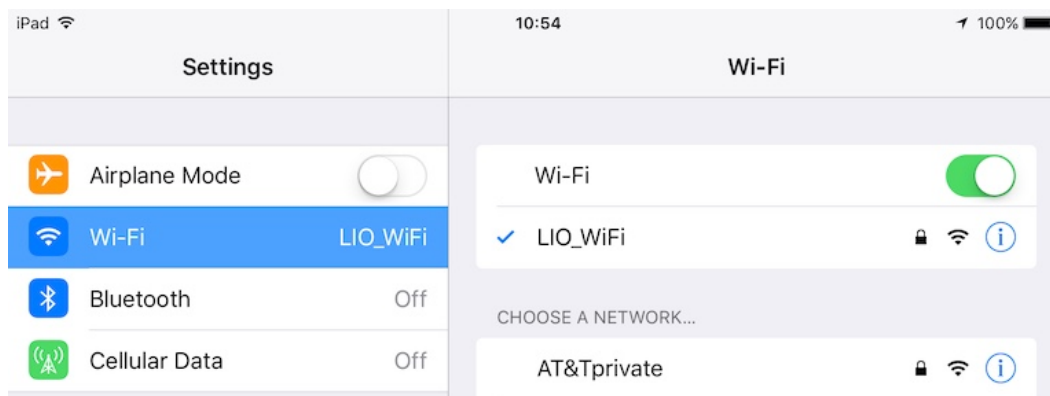 iPad 10:54 100%
Settings
Airplane Mode
Wi-Fi LIO_WiFi
Bluetooth Off
Cellular Data Off
Wi-Fi
Wi-Fi
LIO_WiFi
CHOOSE A NETWORK...
AT&Tprivate